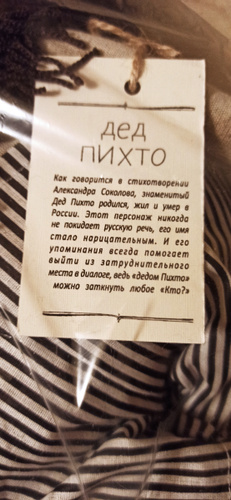 дед
пихто
Как говорится в стихотворении
Александра Соколова, знаменитый
Дед Пихто родился, жил и умер в
России. Этот персонаж никогда
не покидает русскую речь, его имя
стало нарицательным. И его
упоминания всегда помогает
выйти из затруднительного
места в диалоге, ведь «дедом Пихто»
можно заткнуть любое «Кто?»